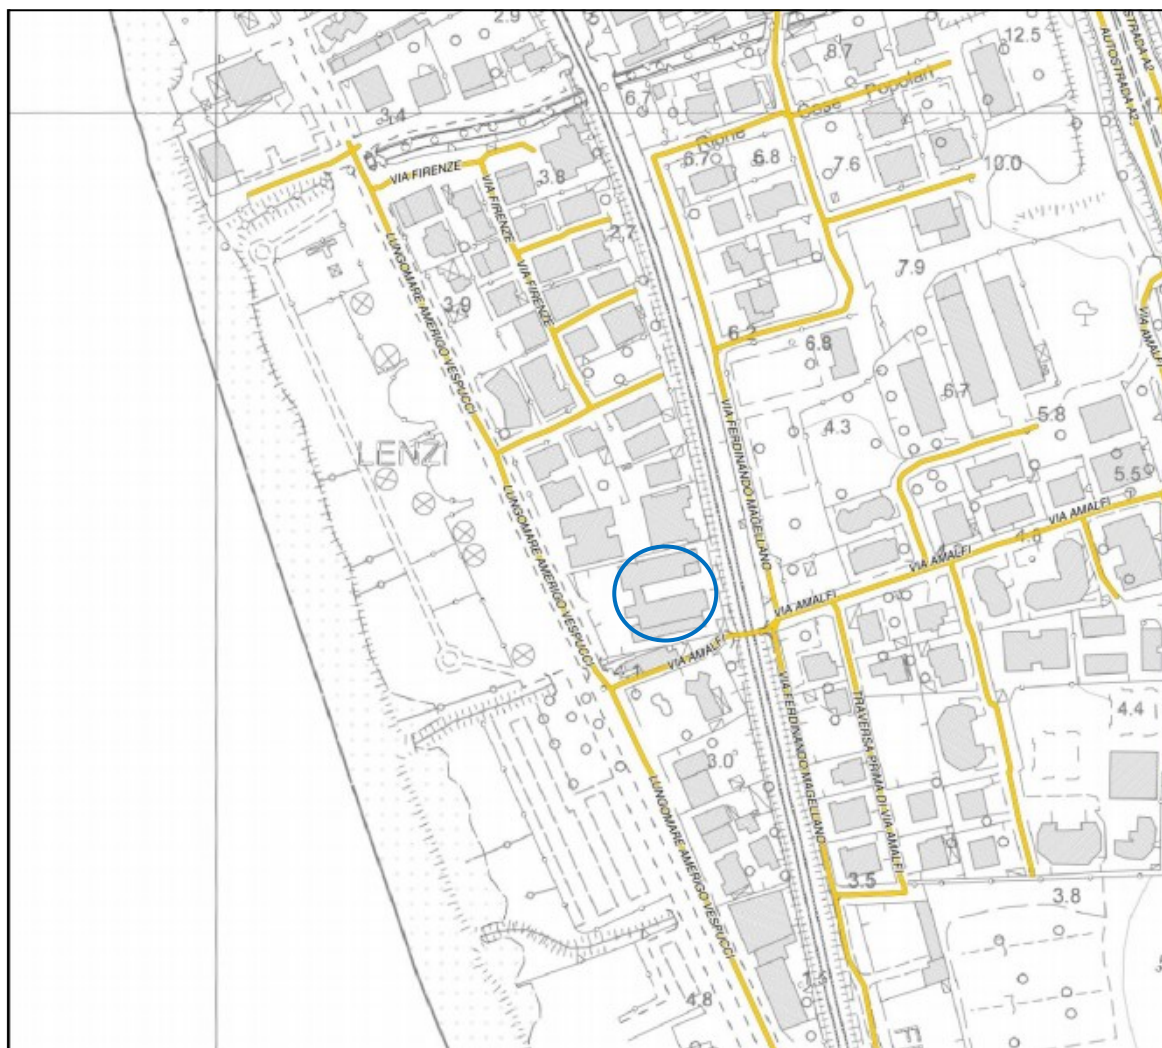 2.9
12.5
8.7
AUTOSTRADA A2
AUTOSTRADA A2
6.7
Case Popolari
3.4
Rione
6.7
6.8
7.6
10.0
VIA FIRENZE
3.8
VIA FIRENZE
2.7
LUNGOMARE AMERIGO VESPUCCI
VIA FIRENZE
7.9
3.9
6.2
6.8
VIA AMALFI
6.7
VIA FERDINANDO MAGELLANO
4.3
5.8
LENZI
5.5
LUNGOMARE AMERIGO VESPUCCI
VIA AMALFI
VIA AMALFI
VIA AMALFI
VIA AMALFI
VIA FERDINANDO MAGELLANO
TRAVERSA PRIMA DI VIA AMALFI
4.4
3.0
LUNGOMARE AMERIGO VESPUCCI
3.5
3.8
4.8